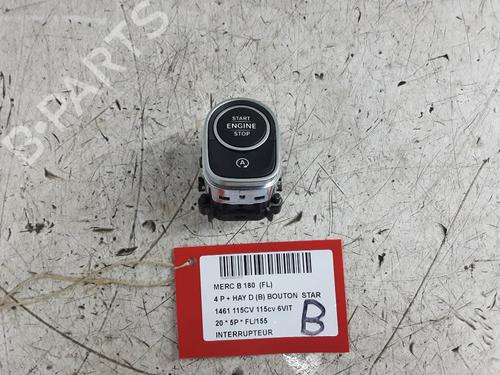 B-PARTS
START
ENGINE
STOP
A
MERC B 180 (FL)
4 P + HAY D (B) BOUTON STAR
1461 115CV 115cv 6VIT
20 * 5P * FL/155
INTERRUPTEUR
B